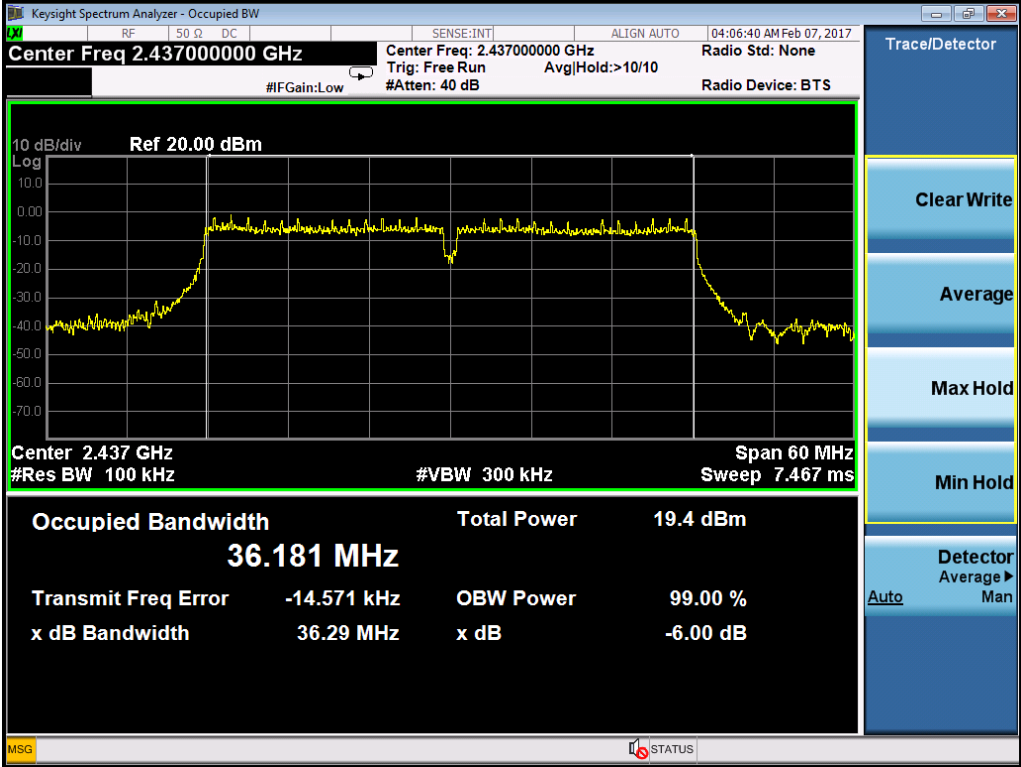 Keysight Spectrum Analyzer - Occupied BW
LXI RF 50 Ω DC SENSE:INT ALIGN AUTO 04:06:40 AM Feb 07, 2017
Center Freq 2.437000000 GHz
Center Freq: 2.437000000 GHz Radio Std: None
Trig: Free Run Avg|Hold:>10/10
#IFGain:Low #Atten: 40 dB Radio Device: BTS
10 dB/div Ref 20.00 dBm
Log
10.0
0.00
-10.0
-20.0
-30.0
-40.0
-50.0
-60.0
-70.0
Center 2.437 GHz Span 60 MHz
#Res BW 100 kHz #VBW 300 kHz Sweep 7.467 ms
Occupied Bandwidth Total Power 19.4 dBm
36.181 MHz
Transmit Freq Error -14.571 kHz OBW Power 99.00 %
x dB Bandwidth 36.29 MHz x dB -6.00 dB
Trace/Detector
Clear Write
Average
Max Hold
Min Hold
Detector
Average
Auto Man
MSG STATUS